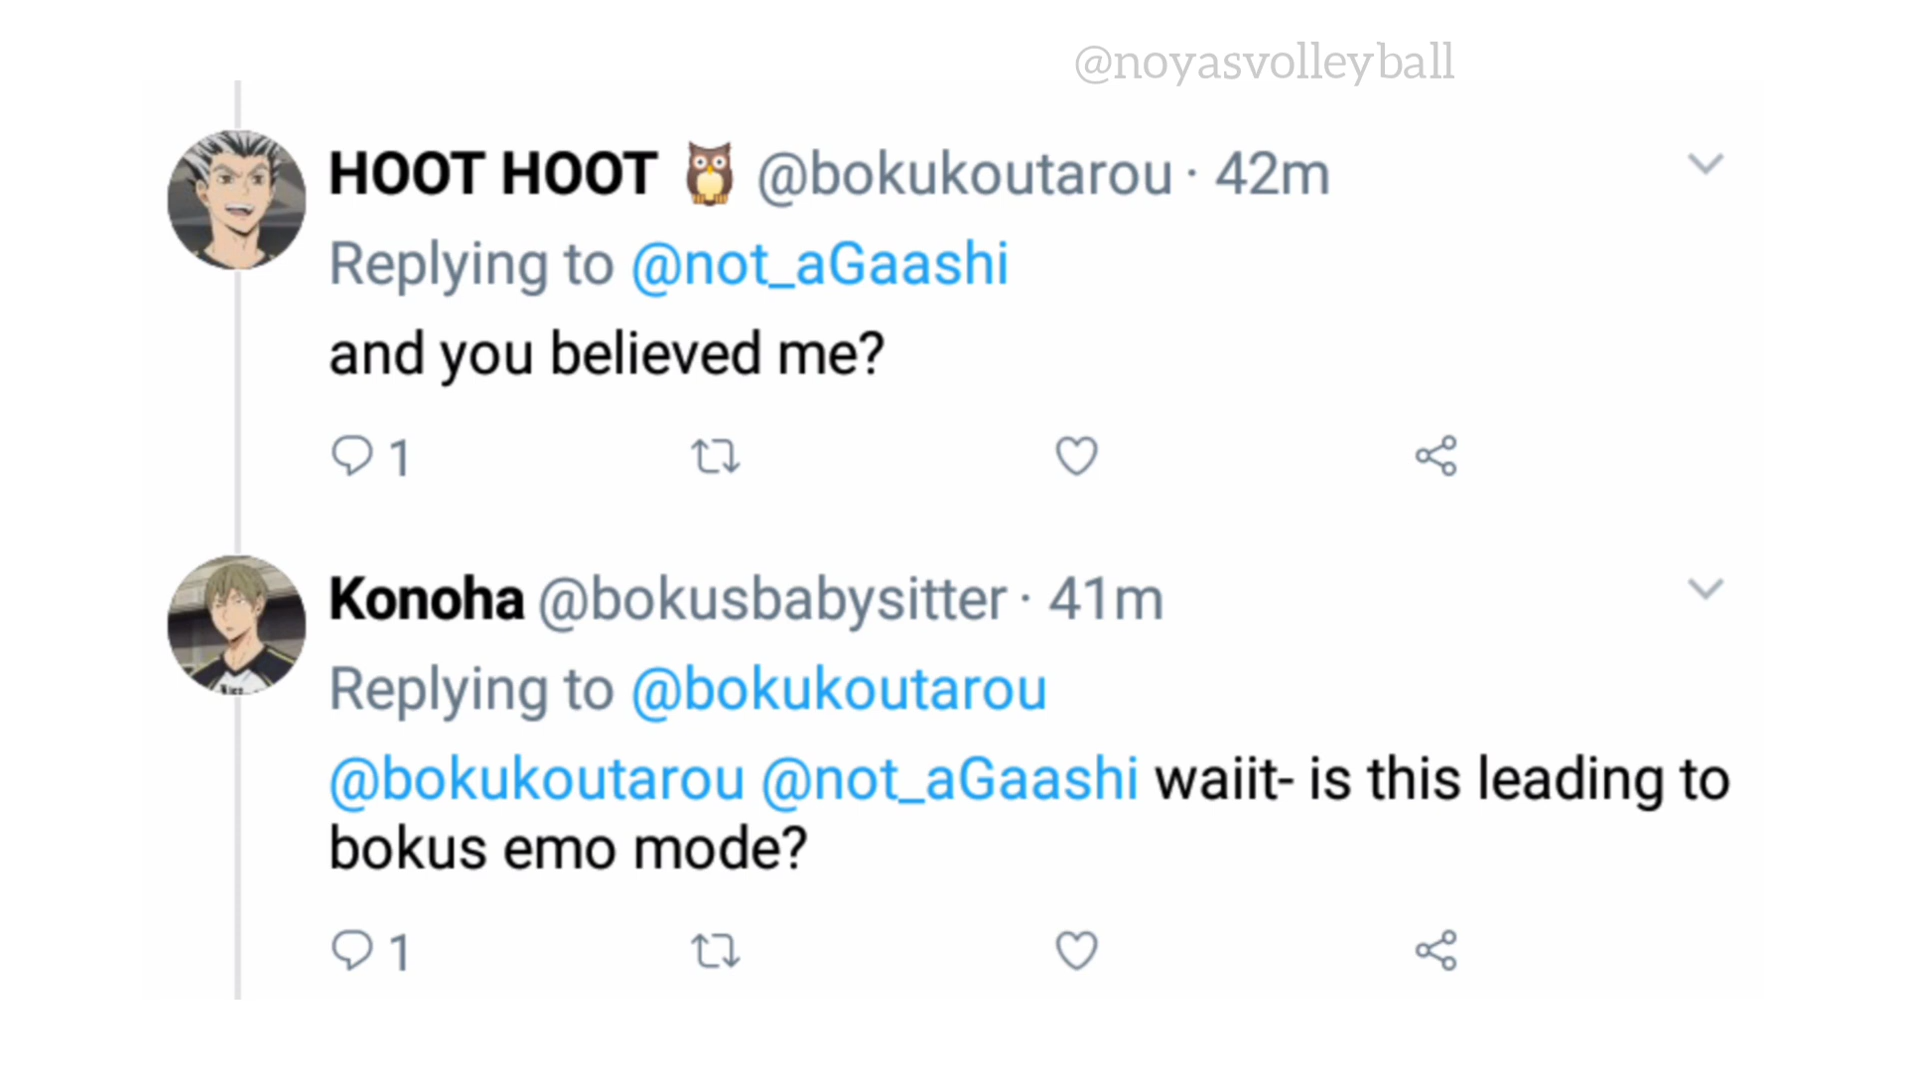 @noyasvolleyball
HOOT HOOT 🦉 @bokukoutarou · 42m
Replying to @not_aGaashi
and you believed me?
1
Konoha @bokusbabysitter · 41m
Replying to @bokukoutarou
@bokukoutarou @not_aGaashi waiit- is this leading to
bokus emo mode?
1